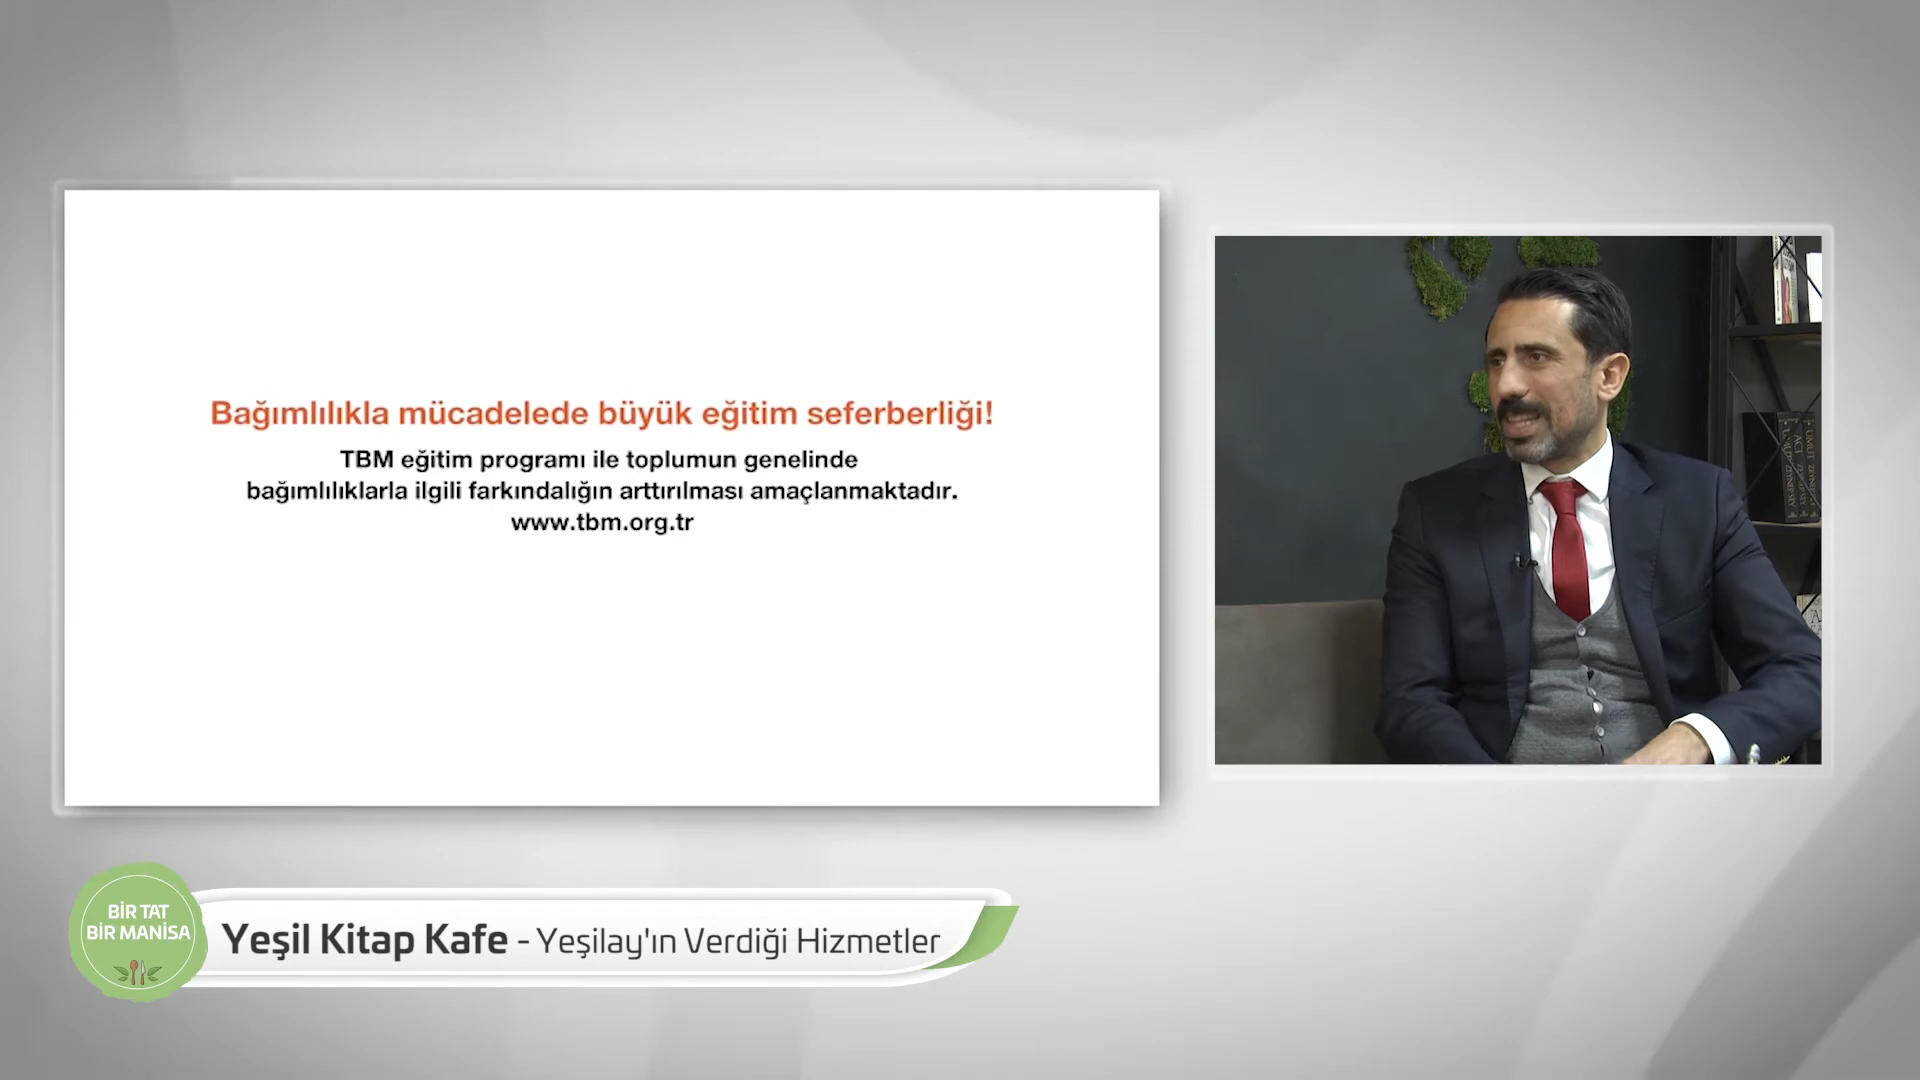 Bağımlılıkla mücadelede büyük eğitim seferberliği!
TBM eğitim programı ile toplumun genelinde
bağımlılıklarla ilgili farkındalığın arttırılması amaçlanmaktadır.
www.tbm.org.tr
BİR TAT
BİR MANİSA
Yeşil Kitap Kafe - Yeşilay'ın Verdiği Hizmetler